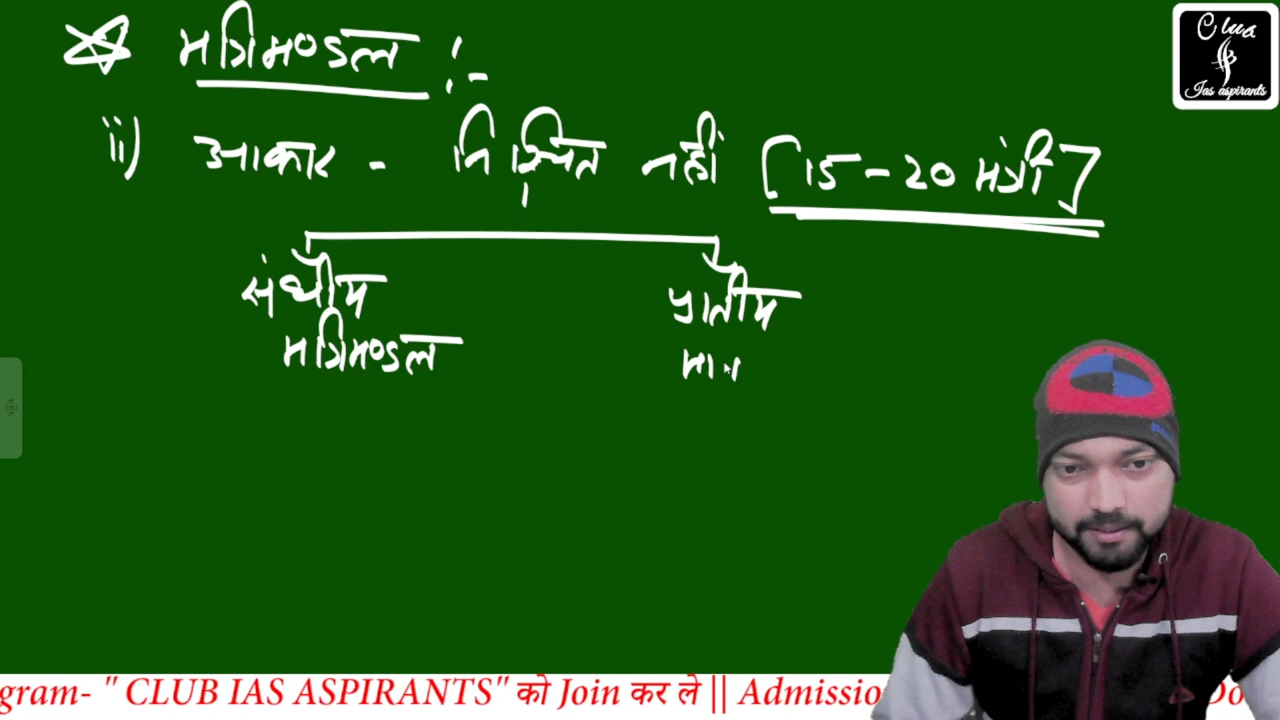 मंत्रिमण्डल :-
ii) आकार - निश्चित नहीं [15 - 20 मंत्री]
संघीय प्रांतीय
मंत्रिमण्डल
Club
Ias aspirants
gram- " CLUB IAS ASPIRANTS" को Join कर ले || Admissio